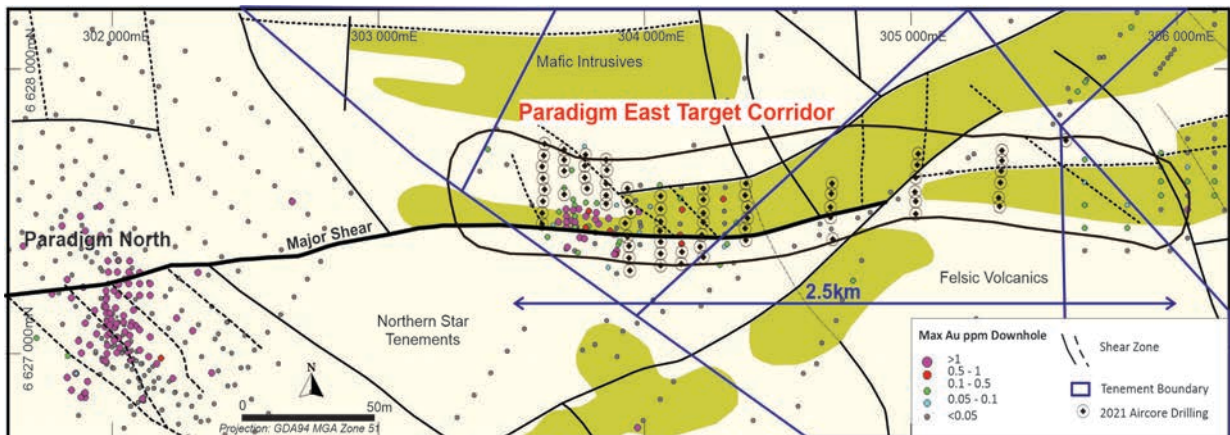 302 000mE
303 000mE
304 000mE
305 000mE
306 000mE
6 628 000mN
Mafic Intrusives
Paradigm East Target Corridor
Paradigm North
Major Shear
Felsic Volcanics
2.5km
Northern Star
Tenements
6 627 000mN
N
0
50m
Projection: GDA94 MGA Zone 51
Max Au ppm Downhole
>1
0.5 - 1
0.1 - 0.5
0.05 - 0.1
<0.05
Shear Zone
Tenement Boundary
2021 Aircore Drilling